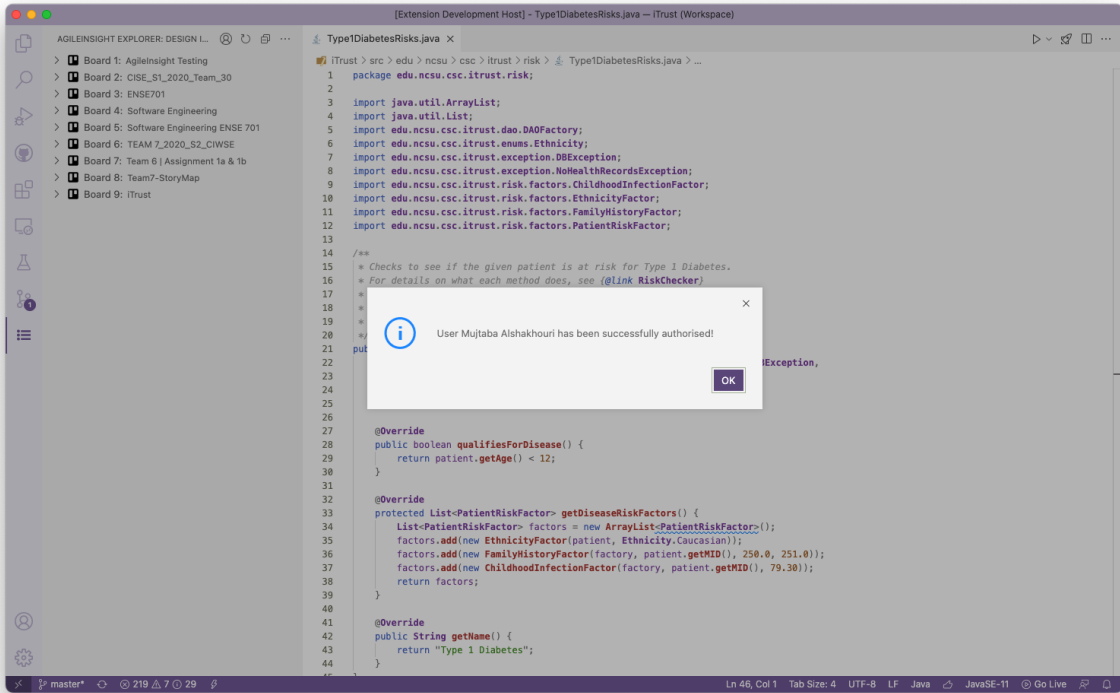 [Extension Development Host] - Type1DiabetesRisks.java — iTrust (Workspace)
AGILEINSIGHT EXPLORER: DESIGN I...
Board 1: AgileInsight Testing
Board 2: CISE_S1_2020_Team_30
Board 3: ENSE701
Board 4: Software Engineering
Board 5: Software Engineering ENSE 701
Board 6: TEAM 7_2020_S2_CIWSE
Board 7: Team 6 | Assignment 1a & 1b
Board 8: Team7-StoryMap
Board 9: iTrust
1
Type1DiabetesRisks.java
iTrust > src > edu > ncsu > csc > itrust > risk > Type1DiabetesRisks.java > ...
1 package edu.ncsu.csc.itrust.risk;
2
3 import java.util.ArrayList;
4 import java.util.List;
5 import edu.ncsu.csc.itrust.dao.DAOFactory;
6 import edu.ncsu.csc.itrust.enums.Ethnicity;
7 import edu.ncsu.csc.itrust.exception.DBException;
8 import edu.ncsu.csc.itrust.exception.NoHealthRecordsException;
9 import edu.ncsu.csc.itrust.risk.factors.ChildhoodInfectionFactor;
10 import edu.ncsu.csc.itrust.risk.factors.EthnicityFactor;
11 import edu.ncsu.csc.itrust.risk.factors.FamilyHistoryFactor;
12 import edu.ncsu.csc.itrust.risk.factors.PatientRiskFactor;
13
14 /**
15 * Checks to see if the given patient is at risk for Type 1 Diabetes.
16 * For details on what each method does, see {@link RiskChecker}
17 *
18 *
19 *
20 */
21 pub
22 BException,
23
24
25
26
27 @Override
28 public boolean qualifiesForDisease() {
29 return patient.getAge() < 12;
30 }
31
32 @Override
33 protected List<PatientRiskFactor> getDiseaseRiskFactors() {
34 List<PatientRiskFactor> factors = new ArrayList<PatientRiskFactor>();
35 factors.add(new EthnicityFactor(patient, Ethnicity.Caucasian));
36 factors.add(new FamilyHistoryFactor(factory, patient.getMID(), 250.0, 251.0));
37 factors.add(new ChildhoodInfectionFactor(factory, patient.getMID(), 79.30));
38 return factors;
39 }
40
41 @Override
42 public String getName() {
43 return "Type 1 Diabetes";
44 }
User Mujtaba Alshakhouri has been successfully authorised!
OK
master* 219 7 29 Ln 46, Col 1 Tab Size: 4 UTF-8 LF Java JavaSE-11 Go Live